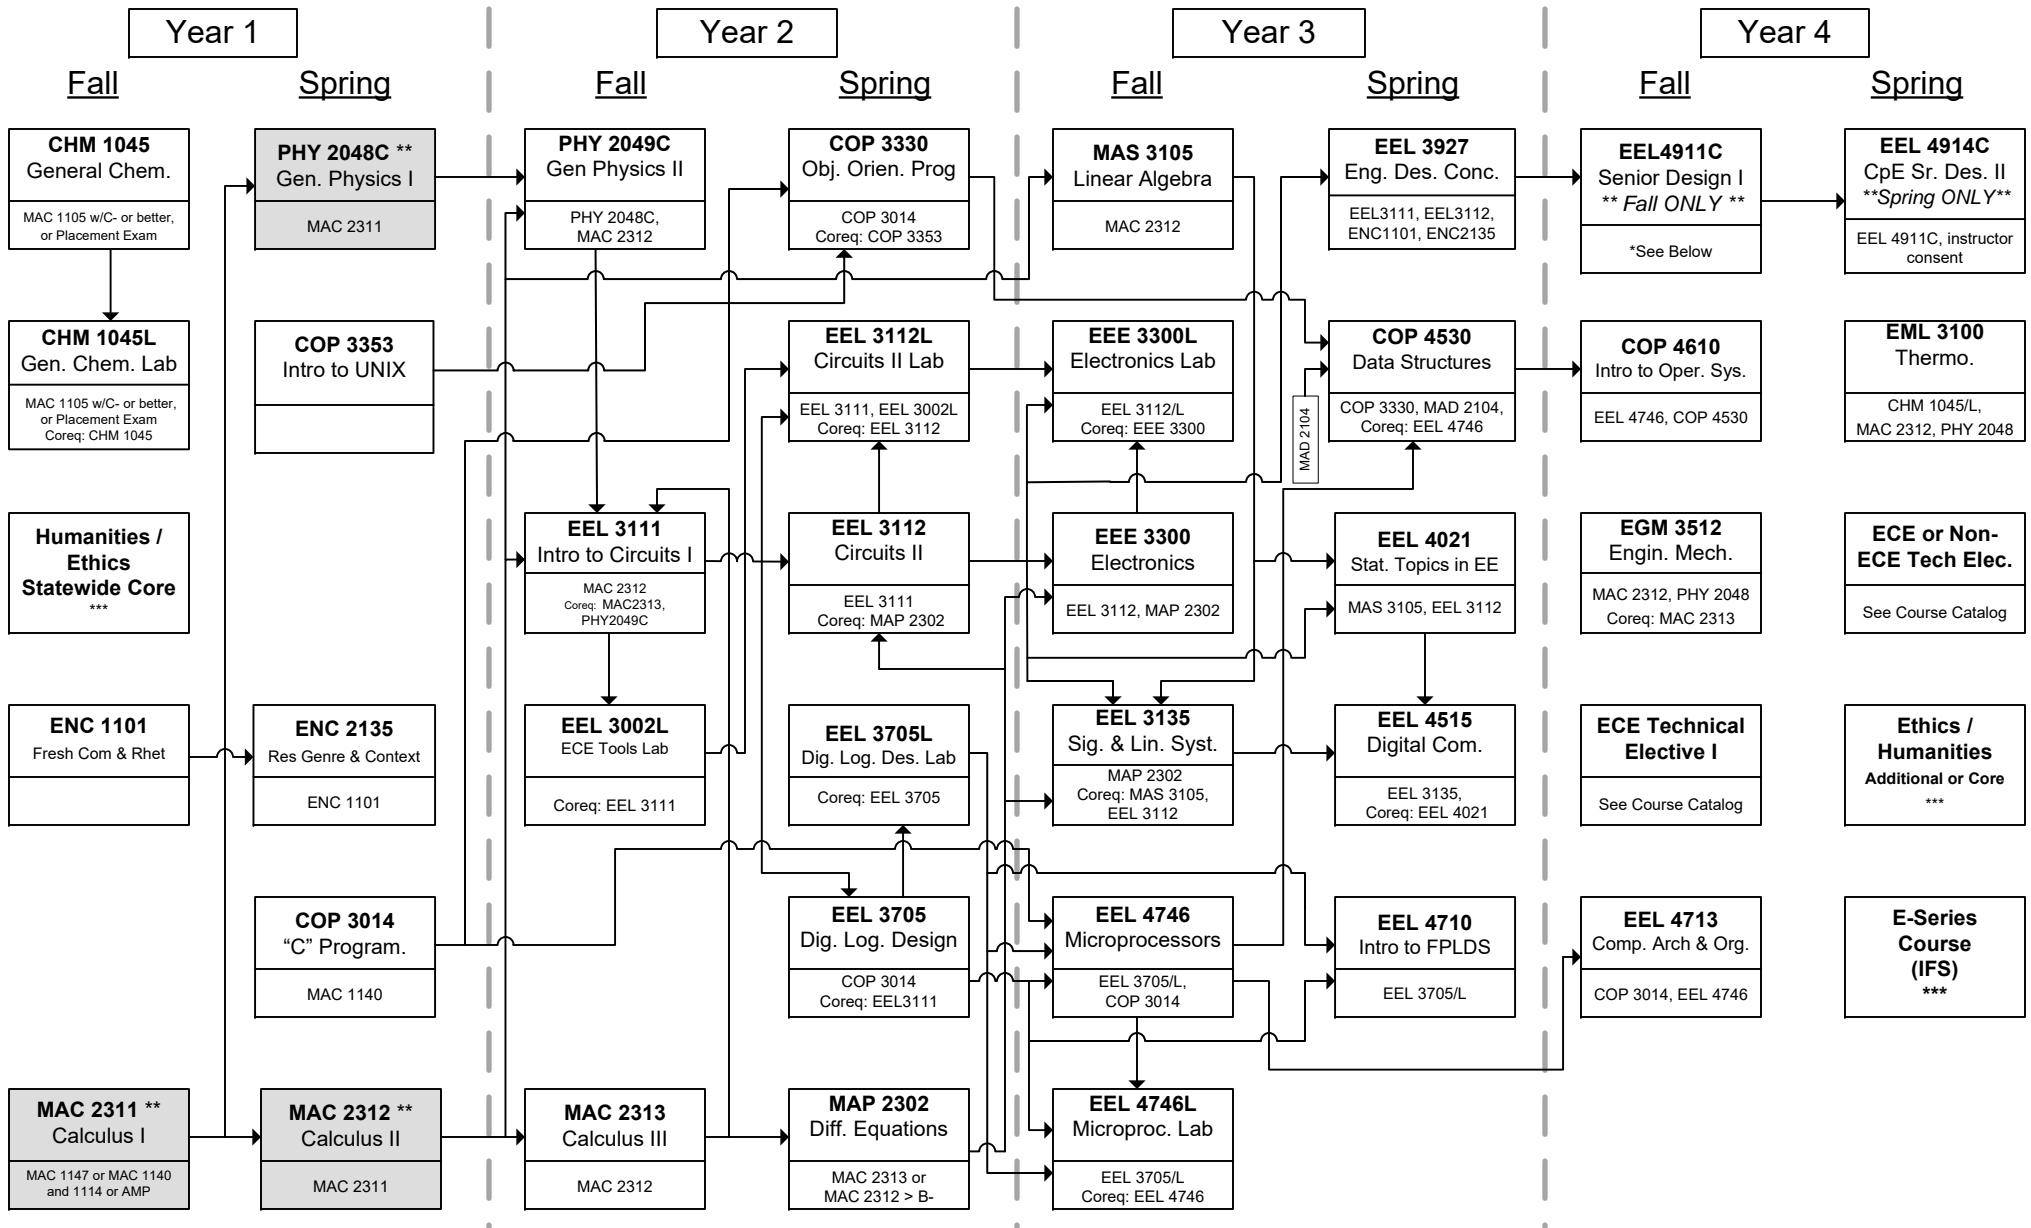 Year 1
Year 2
Year 3
Year 4
Fall
Spring
Fall
Spring
Fall
Spring
Fall
Spring
CHM 1045
General Chem.
MAC 1105 w/C- or better,
or Placement Exam
PHY 2048C **
Gen. Physics I
MAC 2311
PHY 2049C
Gen Physics II
PHY 2048C,
MAC 2312
COP 3330
Obj. Orien. Prog
COP 3014
Coreq: COP 3353
MAS 3105
Linear Algebra
MAC 2312
EEL 3927
Eng. Des. Conc.
EEL3111, EEL3112,
ENC1101, ENC2135
EEL4911C
Senior Design I
** Fall ONLY **
*See Below
EEL 4914C
CpE Sr. Des. II
**Spring ONLY**
EEL 4911C, instructor
consent
CHM 1045L
Gen. Chem. Lab
MAC 1105 w/C- or better,
or Placement Exam
Coreq: CHM 1045
COP 3353
Intro to UNIX
EEL 3112L
Circuits II Lab
EEL 3111, EEL 3002L
Coreq: EEL 3112
EEE 3300L
Electronics Lab
EEL 3112/L
Coreq: EEE 3300
MAD 2104
COP 4530
Data Structures
COP 3330, MAD 2104,
Coreq: EEL 4746
COP 4610
Intro to Oper. Sys.
EEL 4746, COP 4530
EML 3100
Thermo.
CHM 1045/L,
MAC 2312, PHY 2048
Humanities /
Ethics
Statewide Core
***
EEL 3111
Intro to Circuits I
MAC 2312
Coreq: MAC2313,
PHY2049C
EEL 3112
Circuits II
EEL 3111
Coreq: MAP 2302
EEE 3300
Electronics
EEL 3112, MAP 2302
EEL 4021
Stat. Topics in EE
MAS 3105, EEL 3112
EGM 3512
Engin. Mech.
MAC 2312, PHY 2048
Coreq: MAC 2313
ECE or Non-
ECE Tech Elec.
See Course Catalog
ENC 1101
Fresh Com & Rhet
ENC 2135
Res Genre & Context
ENC 1101
EEL 3002L
ECE Tools Lab
Coreq: EEL 3111
EEL 3705L
Dig. Log. Des. Lab
Coreq: EEL 3705
EEL 3135
Sig. & Lin. Syst.
MAP 2302
Coreq: MAS 3105,
EEL 3112
EEL 4515
Digital Com.
EEL 3135,
Coreq: EEL 4021
ECE Technical
Elective I
See Course Catalog
Ethics /
Humanities
Additional or Core
***
COP 3014
“C” Program.
MAC 1140
EEL 3705
Dig. Log. Design
COP 3014
Coreq: EEL3111
EEL 4746
Microprocessors
EEL 3705/L,
COP 3014
EEL 4710
Intro to FPLDS
EEL 3705/L
EEL 4713
Comp. Arch & Org.
COP 3014, EEL 4746
E-Series
Course
(IFS)
***
MAC 2311 **
Calculus I
MAC 1147 or MAC 1140
and 1114 or AMP
MAC 2312 **
Calculus II
MAC 2311
MAC 2313
Calculus III
MAC 2312
MAP 2302
Diff. Equations
MAC 2313 or
MAC 2312 > B-
EEL 4746L
Microproc. Lab
EEL 3705/L
Coreq: EEL 4746